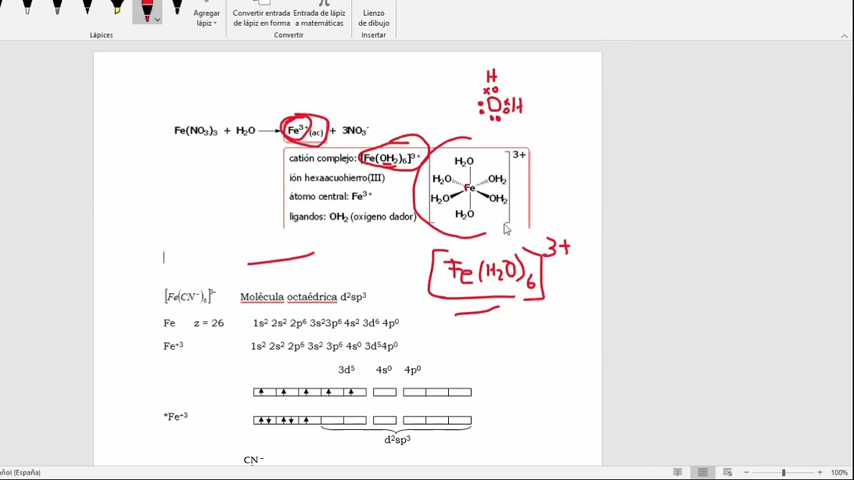 Agregar
lápiz
Convertir entrada
de lápiz en forma
Entrada de lápiz
a matemáticas
Lienzo
de dibujo
Lápices
Convertir
Insertar
H
O H
Fe(NO₃)₃ + H₂O ⟶ Fe³⁺(ac) + 3NO₃⁻
catión complejo: [Fe(OH₂)₆]³⁺
ión hexaacuohierro(III)
átomo central: Fe³⁺
ligandos: OH₂ (oxígeno dador)
3+
H₂O
H₂O OH₂
Fe
H₂O OH₂
H₂O
[Fe(H₂O)₆]³⁺
[Fe(CN⁻)₆]³⁻ Molécula octaédrica d²sp³
Fe z = 26 1s² 2s² 2p⁶ 3s²3p⁶ 4s² 3d⁶ 4p⁰
Fe⁺³ 1s² 2s² 2p⁶ 3s² 3p⁶ 4s⁰ 3d⁵4p⁰
3d⁵ 4s⁰ 4p⁰
*Fe⁺³
d²sp³
CN⁻
ñol (España)
100%